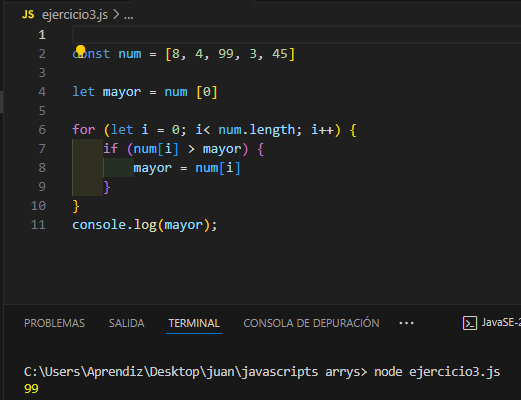 JS ejercicio3.js > ...
1
2 const num = [8, 4, 99, 3, 45]
3
4 let mayor = num [0]
5
6 for (let i = 0; i< num.length; i++) {
7 if (num[i] > mayor) {
8 mayor = num[i]
9 }
10 }
11 console.log(mayor);
PROBLEMAS SALIDA TERMINAL CONSOLA DE DEPURACIÓN ··· JavaSE-2
C:\Users\Aprendiz\Desktop\juan\javascripts arrys> node ejercicio3.js
99